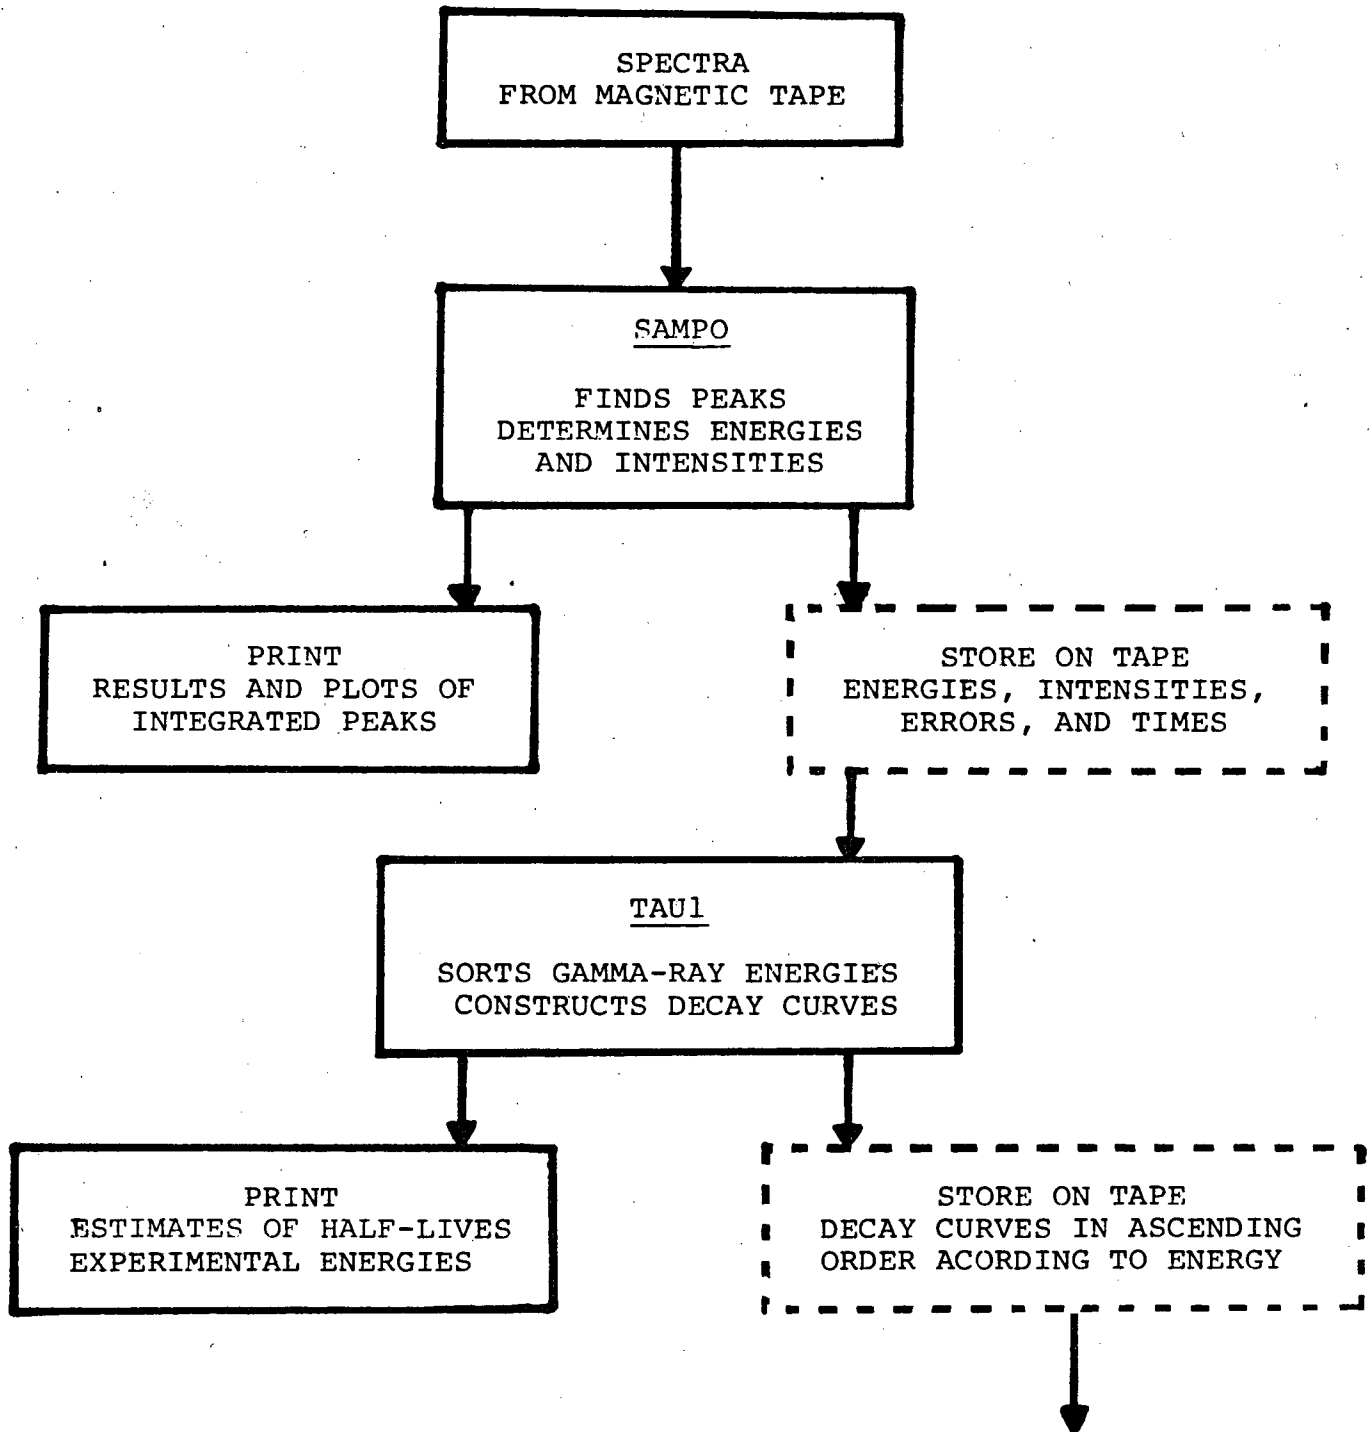 SPECTRA
FROM MAGNETIC TAPE
SAMPO
FINDS PEAKS
DETERMINES ENERGIES
AND INTENSITIES
PRINT
RESULTS AND PLOTS OF
INTEGRATED PEAKS
STORE ON TAPE
ENERGIES, INTENSITIES,
ERRORS, AND TIMES
TAU1
SORTS GAMMA-RAY ENERGIES
CONSTRUCTS DECAY CURVES
PRINT
ESTIMATES OF HALF-LIVES
EXPERIMENTAL ENERGIES
STORE ON TAPE
DECAY CURVES IN ASCENDING
ORDER ACORDING TO ENERGY